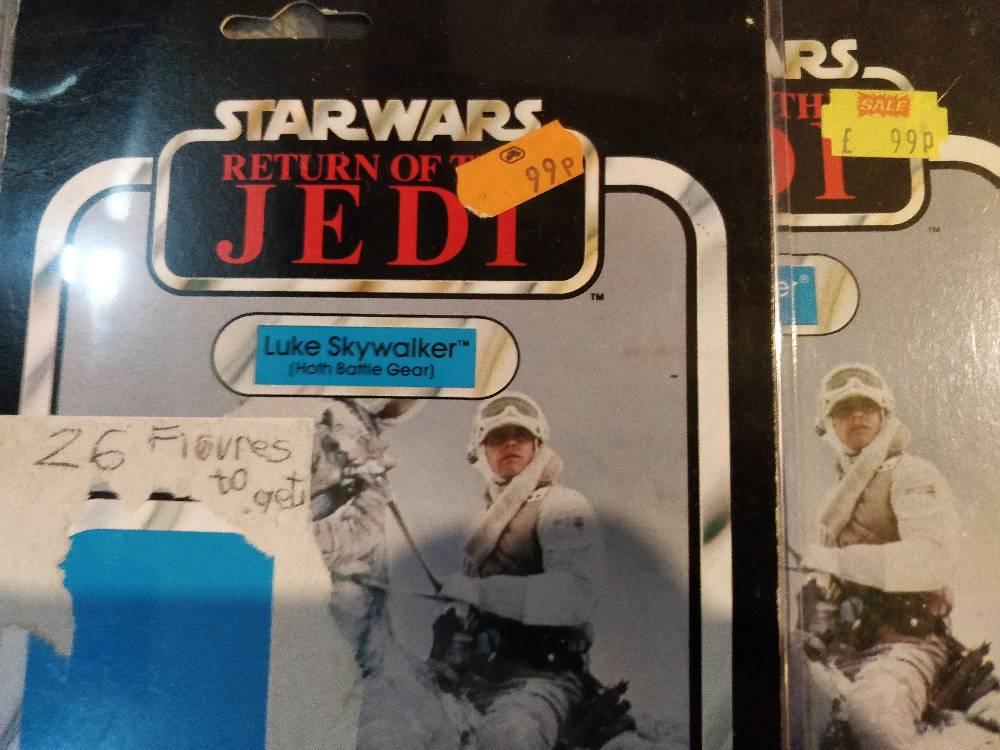 STAR WARS
RETURN OF T
JEDI
99P
TM
Luke Skywalker™
(Hoth Battle Gear)
26 Figures
to get
ARS
TH
DI
SALE
£ 99P
TM
er®